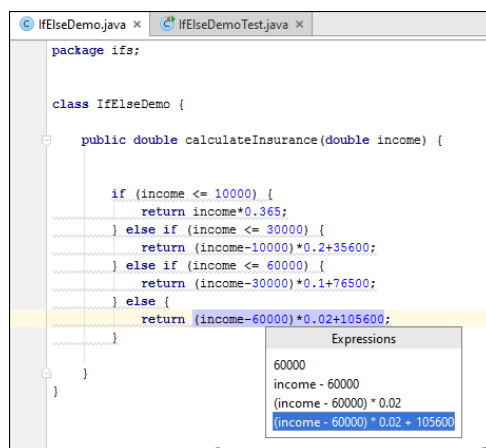 IfElseDemo.java × IfElseDemoTest.java ×
package ifs;
class IfElseDemo {
public double calculateInsurance(double income) {
if (income <= 10000) {
return income*0.365;
} else if (income <= 30000) {
return (income-10000)*0.2+35600;
} else if (income <= 60000) {
return (income-30000)*0.1+76500;
} else {
return (income-60000)*0.02+105600;
}
}
}
Expressions
60000
income - 60000
(income - 60000) * 0.02
(income - 60000) * 0.02 + 105600